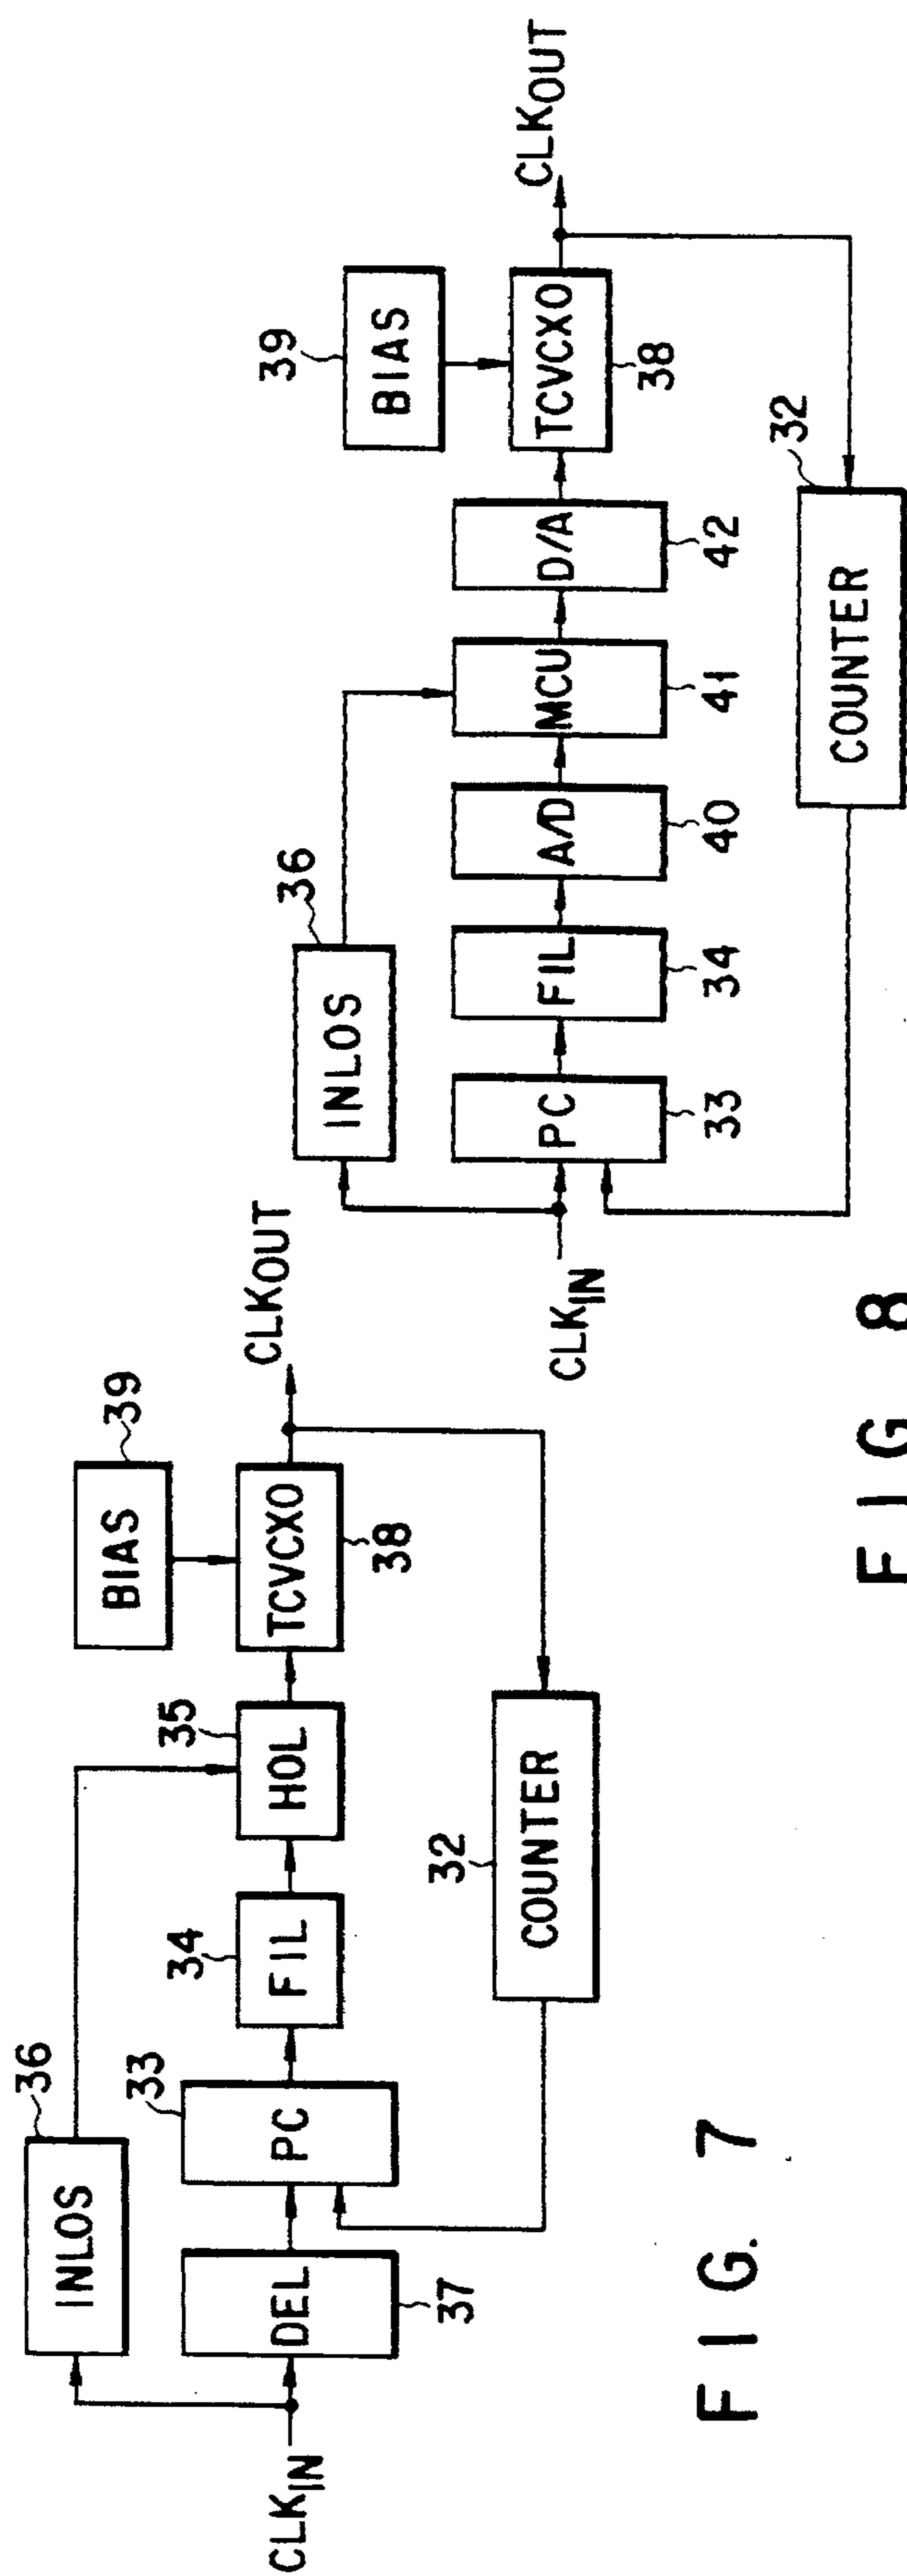 36
INLOS
39
BIAS
CLKIN
DEL
37
33
PC
34
FIL
35
HOL
TCVCXO
38
CLKOUT
32
COUNTER
FIG. 7
36
INLOS
39
BIAS
CLKIN
PC
33
FIL
34
A/D
40
MCU
41
D/A
42
TCVCXO
38
CLKOUT
32
COUNTER
FIG 8